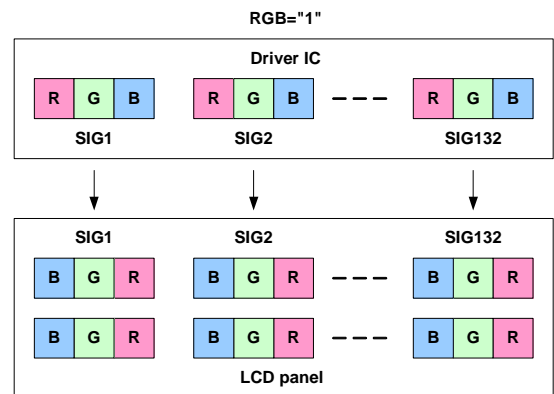 RGB="1"
Driver IC
R G B R G B R G B
SIG1 SIG2 SIG132
SIG1 SIG2 SIG132
B G R B G R B G R
B G R B G R B G R
LCD panel